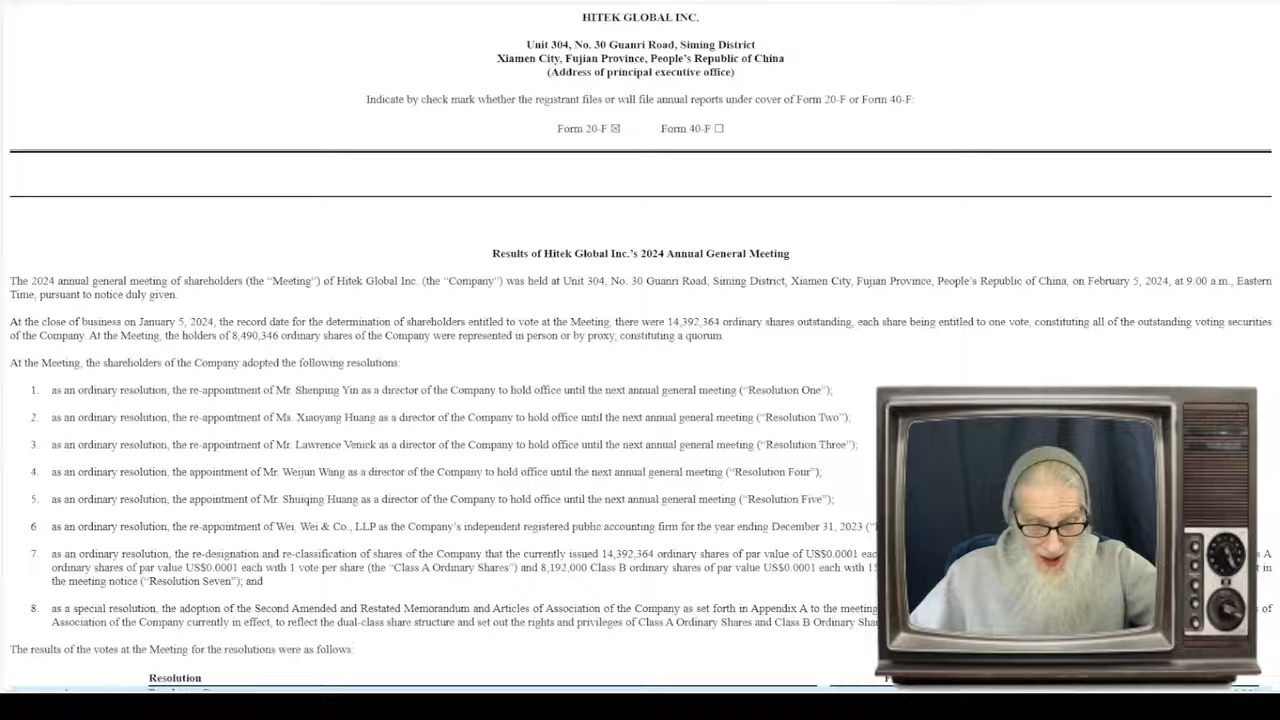 HITEK GLOBAL INC.
Unit 304, No. 30 Guanri Road, Siming District
Xiamen City, Fujian Province, People's Republic of China
(Address of principal executive office)
Indicate by check mark whether the registrant files or will file annual reports under cover of Form 20-F or Form 40-F:
Form 20-F ☒ Form 40-F ☐
Results of Hitek Global Inc.'s 2024 Annual General Meeting
The 2024 annual general meeting of shareholders (the “Meeting”) of Hitek Global Inc. (the “Company”) was held at Unit 304, No. 30 Guanri Road, Siming District, Xiamen City, Fujian Province, People's Republic of China, on February 5, 2024, at 9:00 a.m., Eastern
Time, pursuant to notice duly given.
At the close of business on January 5, 2024, the record date for the determination of shareholders entitled to vote at the Meeting, there were 14,392,364 ordinary shares outstanding, each share being entitled to one vote, constituting all of the outstanding voting securities
of the Company. At the Meeting, the holders of 8,490,346 ordinary shares of the Company were represented in person or by proxy, constituting a quorum.
At the Meeting, the shareholders of the Company adopted the following resolutions:
1. as an ordinary resolution, the re-appointment of Mr. Shenping Yin as a director of the Company to hold office until the next annual general meeting (“Resolution One”);
2. as an ordinary resolution, the re-appointment of Ms. Xiaoyang Huang as a director of the Company to hold office until the next annual general meeting (“Resolution Two”),
3. as an ordinary resolution, the re-appointment of Mr. Lawrence Venick as a director of the Company to hold office until the next annual general meeting (“Resolution Three”);
4. as an ordinary resolution, the appointment of Mr. Weijun Wang as a director of the Company to hold office until the next annual general meeting (“Resolution Four”);
5. as an ordinary resolution, the appointment of Mr. Shuiqing Huang as a director of the Company to hold office until the next annual general meeting (“Resolution Five”);
6. as an ordinary resolution, the re-appointment of Wei, Wei & Co., LLP as the Company's independent registered public accounting firm for the year ending December 31, 2023 (“
7. as an ordinary resolution, the re-designation and re-classification of shares of the Company that the currently issued 14,392,364 ordinary shares of par value of US$0.0001 eac s A
ordinary shares of par value US$0.0001 each with 1 vote per share (the “Class A Ordinary Shares”) and 8,192,000 Class B ordinary shares of par value US$0.0001 each with 15 t in
the meeting notice (“Resolution Seven”); and
8. as a special resolution, the adoption of the Second Amended and Restated Memorandum and Articles of Association of the Company as set forth in Appendix A to the meeting s of
Association of the Company currently in effect, to reflect the dual-class share structure and set out the rights and privileges of Class A Ordinary Shares and Class B Ordinary Shar
The results of the votes at the Meeting for the resolutions were as follows:
Resolution